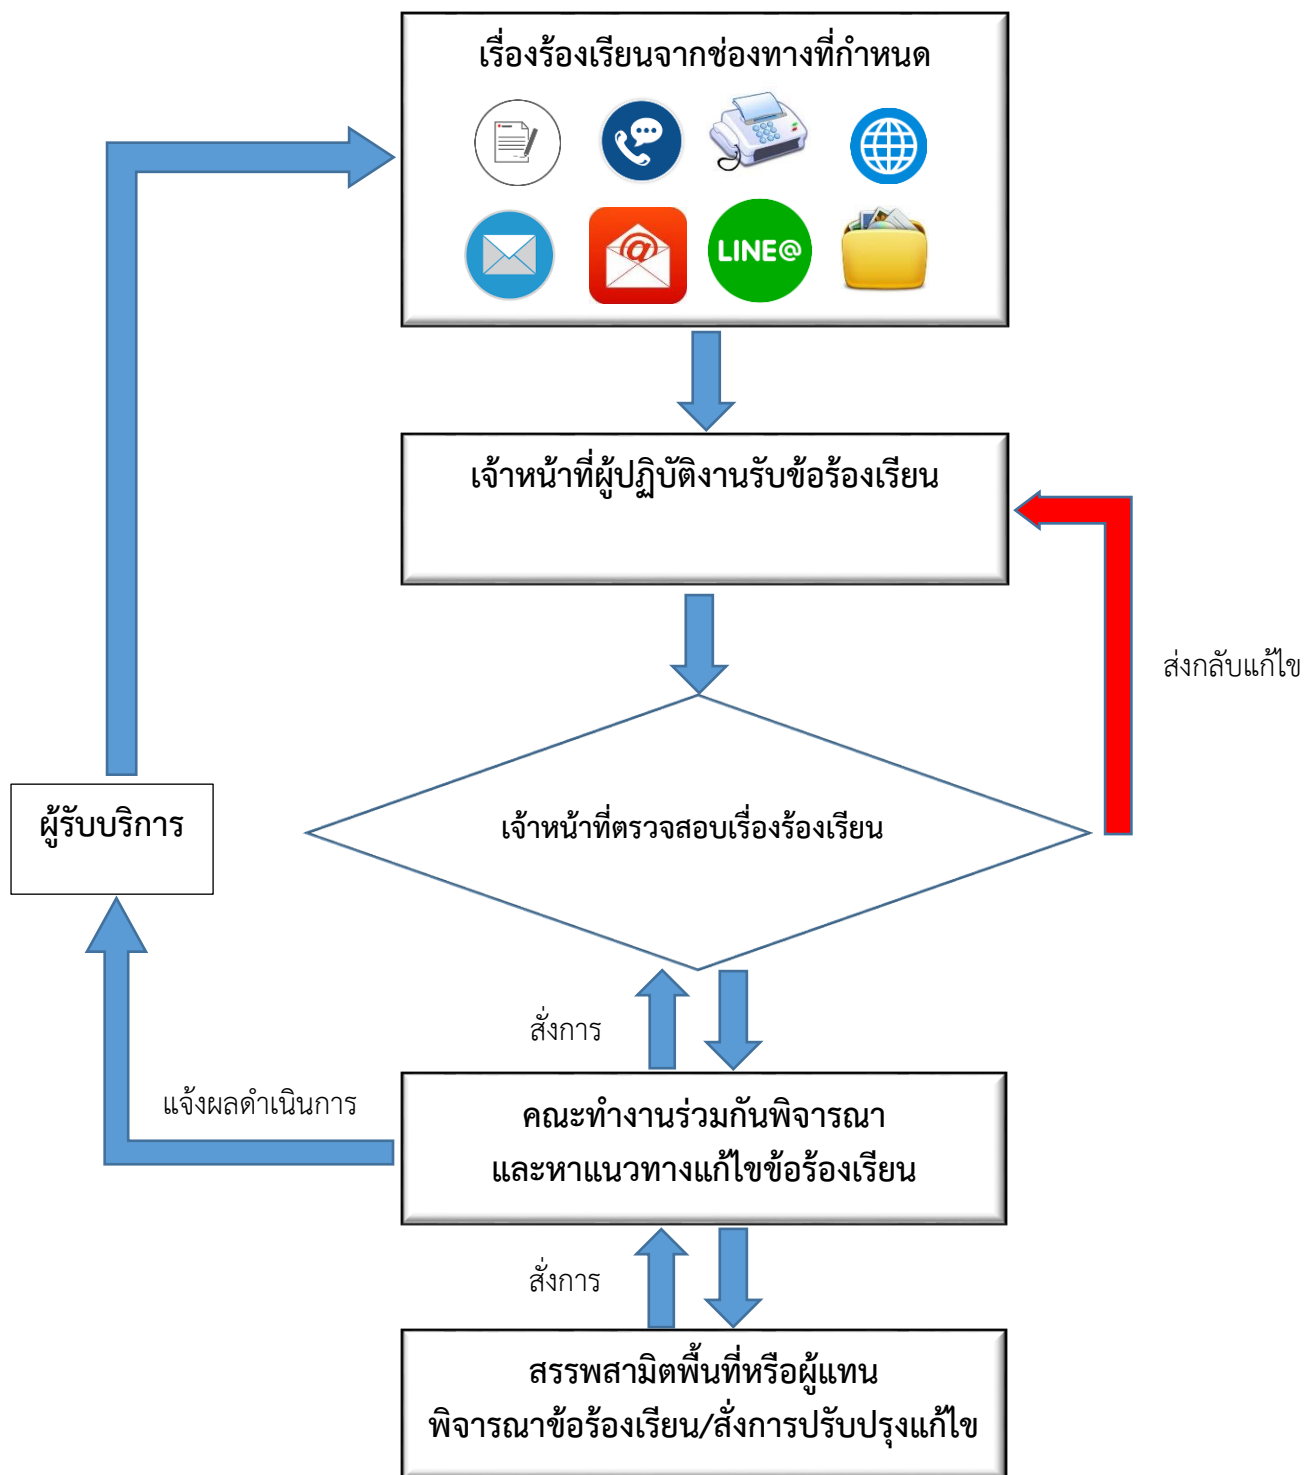 เรื่องร้องเรียนจากช่องทางที่กำหนด
@
LINE@
เจ้าหน้าที่ผู้ปฏิบัติงานรับข้อร้องเรียน
ส่งกลับแก้ไข
ผู้รับบริการ
เจ้าหน้าที่ตรวจสอบเรื่องร้องเรียน
สั่งการ
แจ้งผลดำเนินการ
คณะทำงานร่วมกันพิจารณา
และหาแนวทางแก้ไขข้อร้องเรียน
สั่งการ
สรรพสามิตพื้นที่หรือผู้แทน
พิจารณาข้อร้องเรียน/สั่งการปรับปรุงแก้ไข